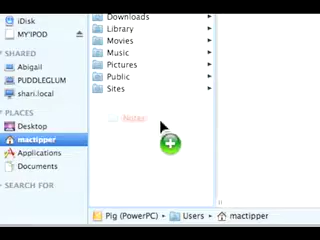 iDisk
MY'IPOD
SHARED
Abigail
PUDDLEGLUM
shari.local
PLACES
Desktop
mactipper
Applications
Documents
SEARCH FOR
Downloads
Library
Movies
Music
Pictures
Public
Sites
Notes
Pig (PowerPC) Users mactipper